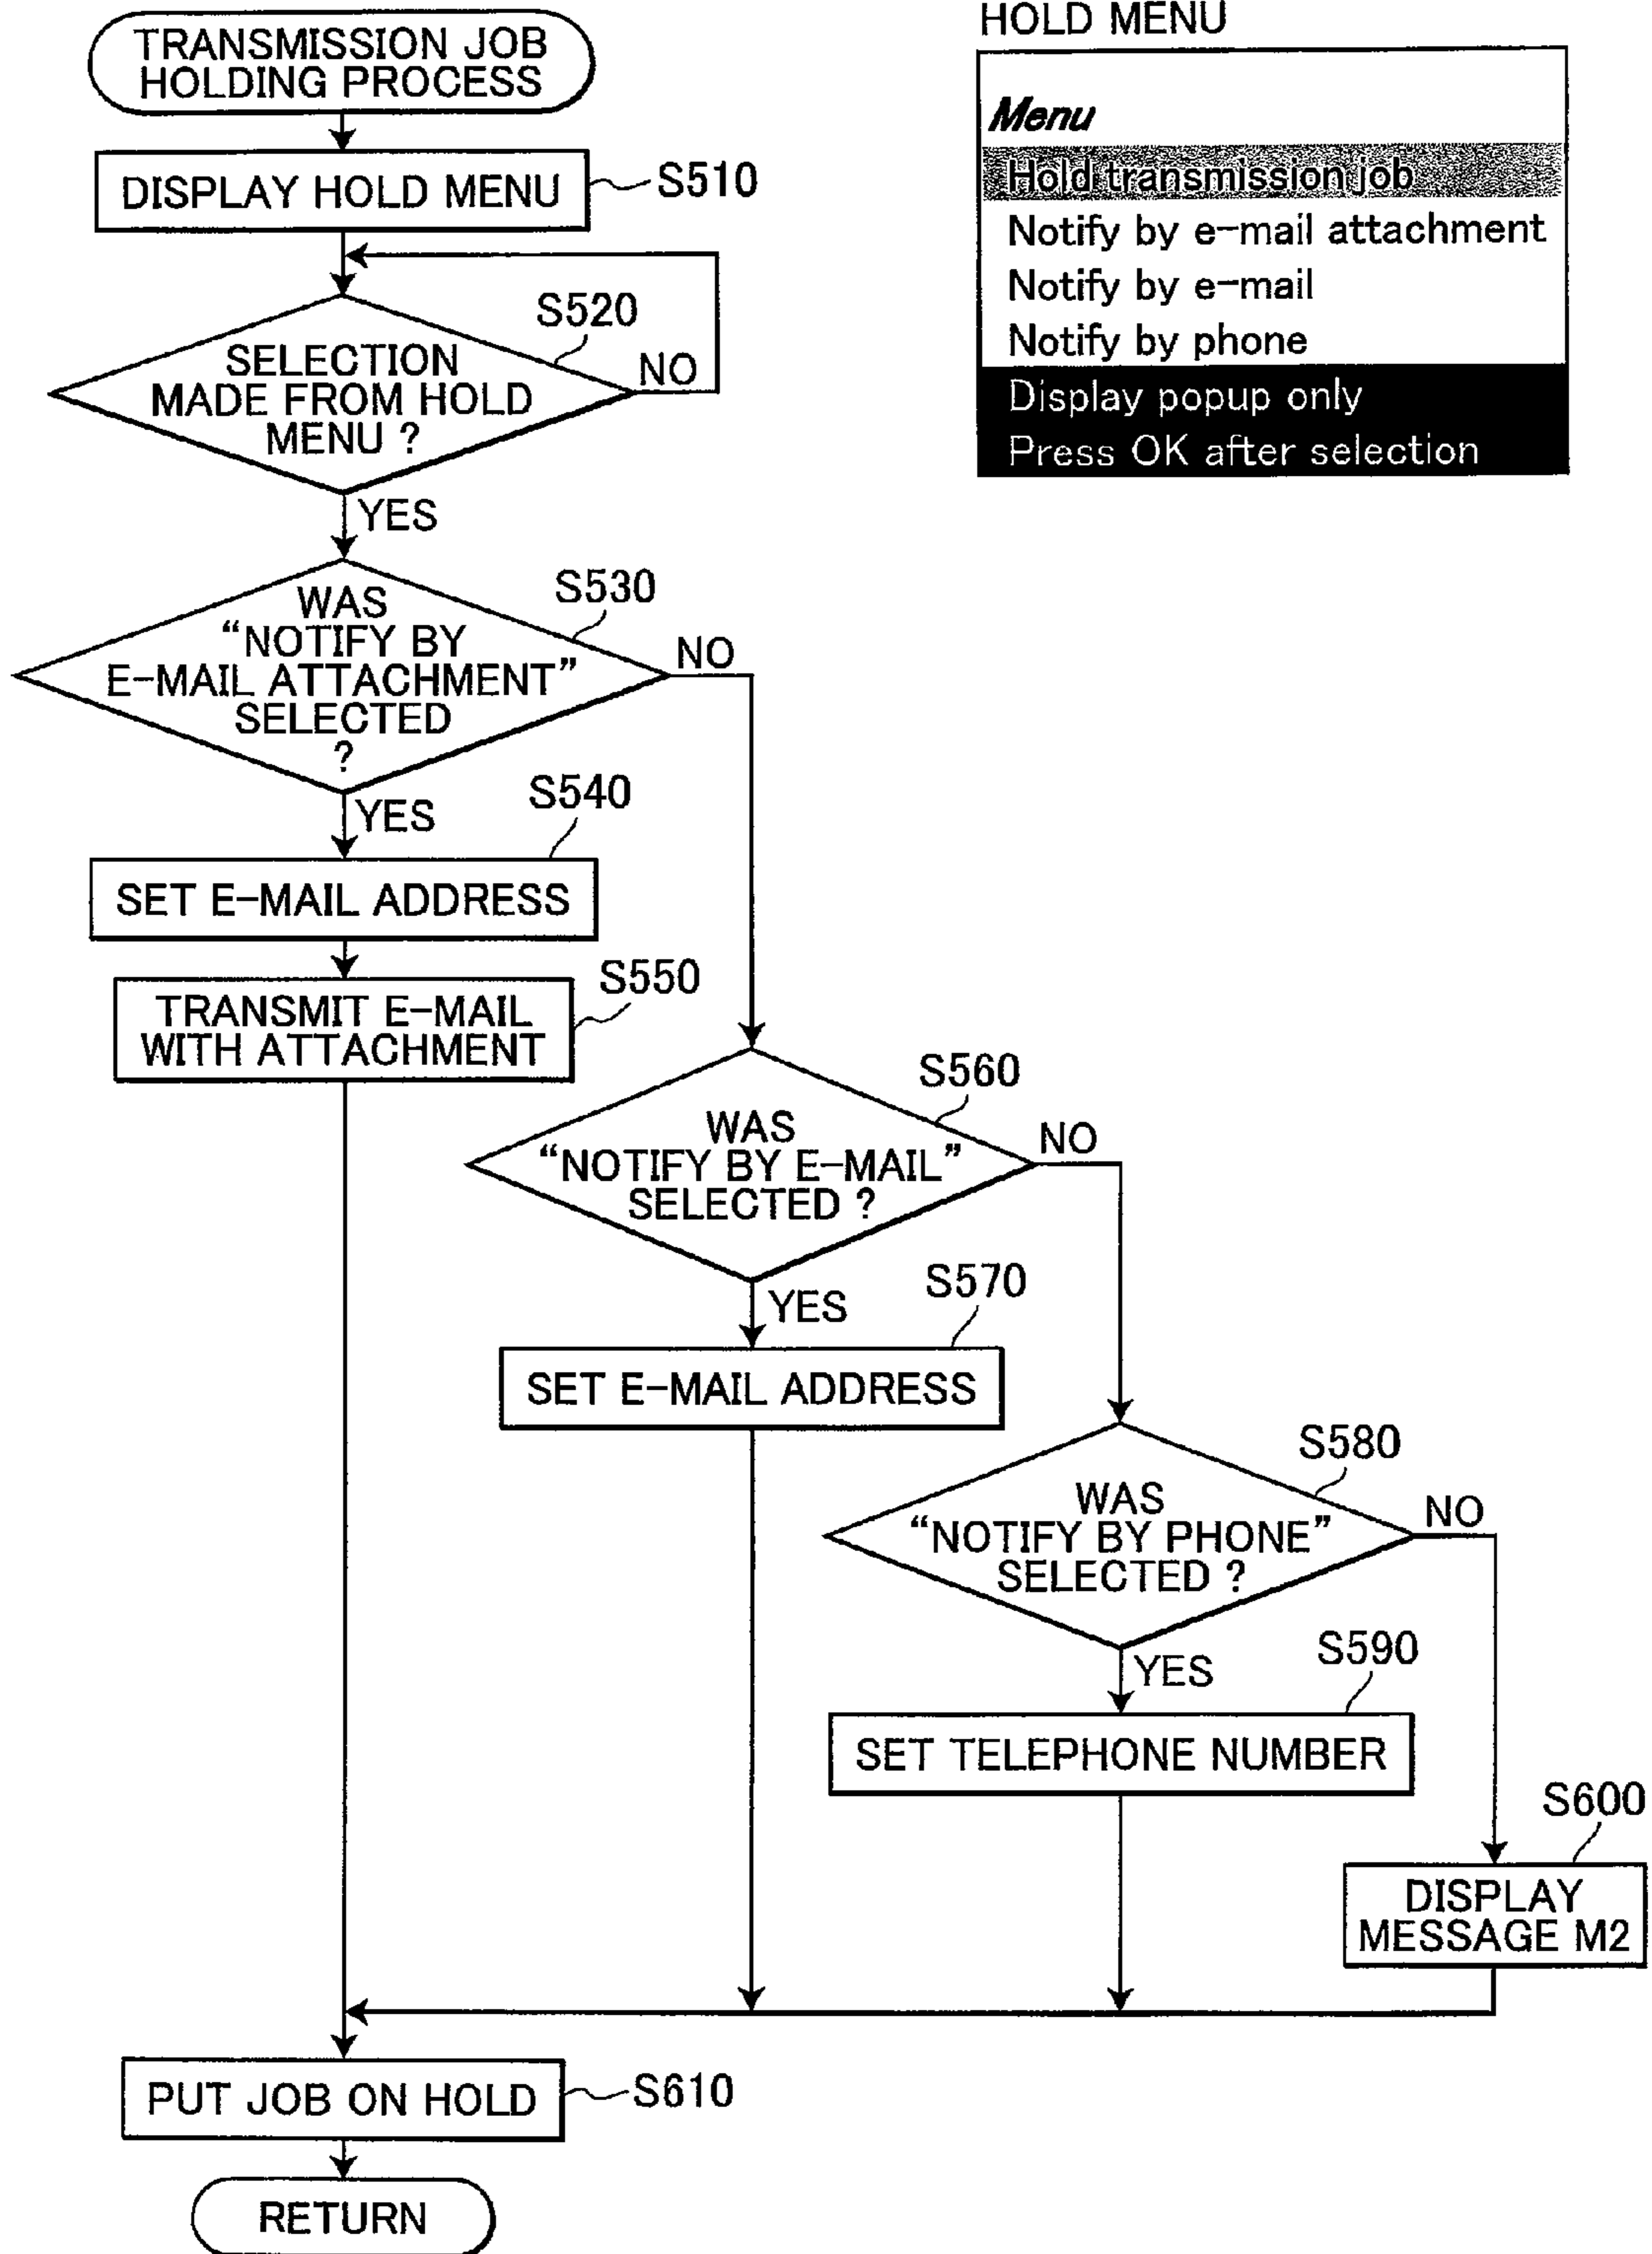 TRANSMISSION JOB
HOLDING PROCESS
DISPLAY HOLD MENU
S510
S520
SELECTION
MADE FROM HOLD
MENU ?
NO
YES
S530
WAS
“NOTIFY BY
E-MAIL ATTACHMENT”
SELECTED
?
NO
YES
S540
SET E-MAIL ADDRESS
S550
TRANSMIT E-MAIL
WITH ATTACHMENT
S560
WAS
“NOTIFY BY E-MAIL”
SELECTED ?
NO
YES
S570
SET E-MAIL ADDRESS
S580
WAS
“NOTIFY BY PHONE”
SELECTED ?
NO
YES
S590
SET TELEPHONE NUMBER
S600
DISPLAY
MESSAGE M2
PUT JOB ON HOLD
S610
RETURN
HOLD MENU
Menu
Hold transmission job
Notify by e-mail attachment
Notify by e-mail
Notify by phone
Display popup only
Press OK after selection